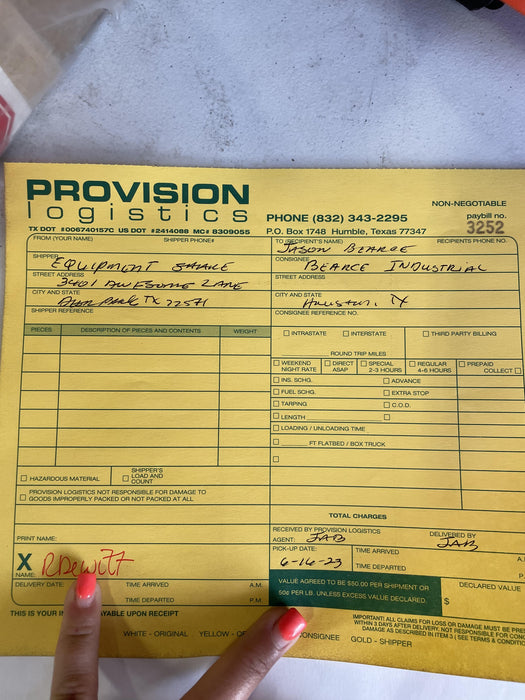 PROVISION
logistics
NON-NEGOTIABLE
PHONE (832) 343-2295
paybill no.
TX DOT #006740157C US DOT #2414088 MC# B309055
P.O. Box 1748 Humble, Texas 77347
3252
FROM (YOUR NAME) SHIPPER PHONE#
TO (RECIPIENT'S NAME) RECIPIENTS PHONE NO.
JASON BEARCE
SHIPPER
EQUIPMENT SHARE
CONSIGNEE
BEARCE INDUSTRIAL
STREET ADDRESS
3401 AWESOME LANE
STREET ADDRESS
CITY AND STATE
TX 77571
CITY AND STATE
TX
SHIPPER REFERENCE
CONSIGNEE REFERENCE NO.
PIECES DESCRIPTION OF PIECES AND CONTENTS WEIGHT
INTRASTATE INTERSTATE THIRD PARTY BILLING
ROUND TRIP MILES
WEEKEND NIGHT RATE DIRECT ASAP SPECIAL 2-3 HOURS REGULAR 4-6 HOURS PREPAID COLLECT
INS. SCHG. ADVANCE
FUEL SCHG. EXTRA STOP
TARPING C.O.D.
LENGTH
LOADING / UNLOADING TIME
FT FLATBED / BOX TRUCK
HAZARDOUS MATERIAL SHIPPER'S LOAD AND COUNT
PROVISION LOGISTICS NOT RESPONSIBLE FOR DAMAGE TO
GOODS IMPROPERLY PACKED OR NOT PACKED AT ALL
TOTAL CHARGES
PRINT NAME:
RECEIVED BY PROVISION LOGISTICS
AGENT: JAB
DELIVERED BY
JAB
X
NAME: R Dewitt
PICK-UP DATE:
6-16-23
TIME ARRIVED
TIME DEPARTED
DELIVERY DATE: TIME ARRIVED A.M.
TIME DEPARTED P.M.
VALUE AGREED TO BE $50.00 PER SHIPMENT OR
50¢ PER LB. UNLESS EXCESS VALUE DECLARED.
DECLARED VALUE
$
THIS IS YOUR PAYABLE UPON RECEIPT
IMPORTANT: ALL CLAIMS FOR LOSS OR DAMAGE MUST BE
WITHIN 3 DAYS AFTER DELIVERY, NOT RESPONSIBLE FOR
DAMAGE AS DESCRIBED IN ITEM 3 ( SEE TERMS &
WHITE - ORIGINAL YELLOW - CONSIGNEE GOLD - SHIPPER